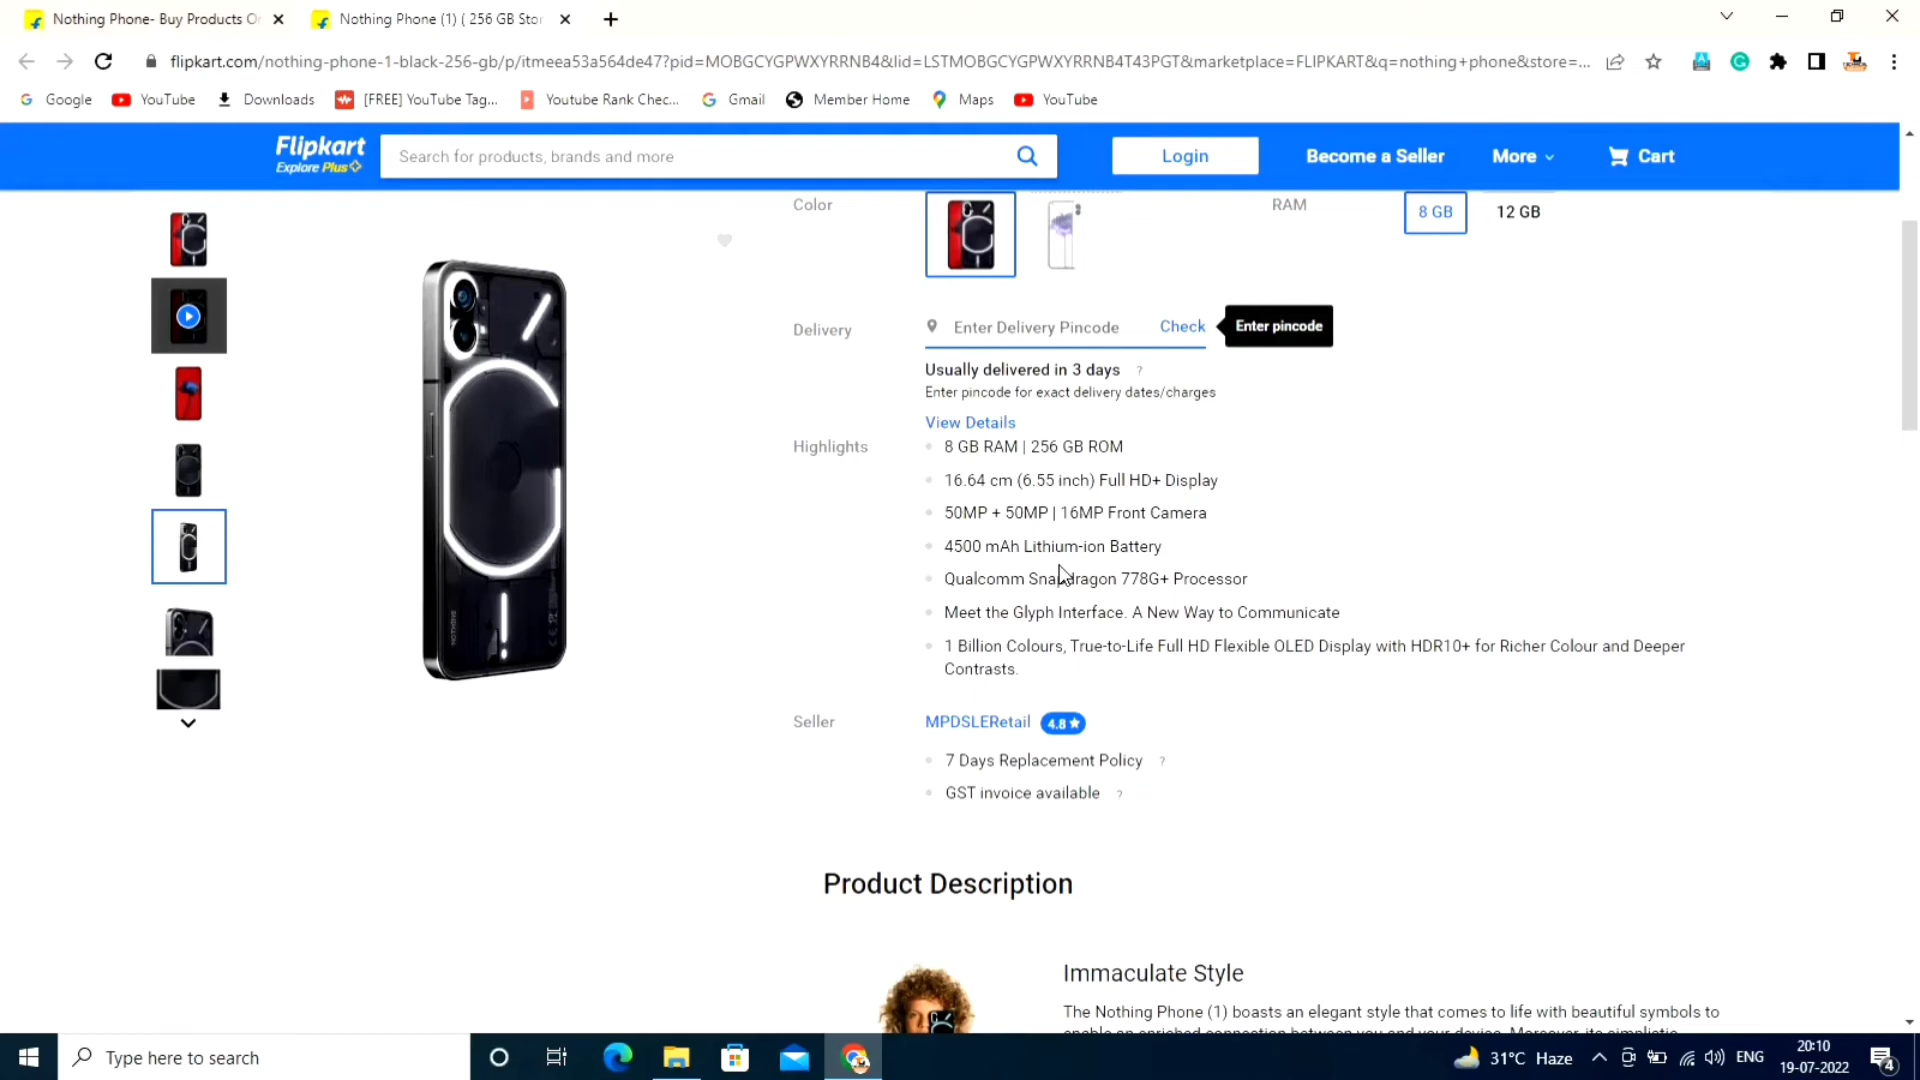 Nothing Phone- Buy Products O
Nothing Phone (1) ( 256 GB Stor
flipkart.com/nothing-phone-1-black-256-gb/p/itmeea53a564de47?pid=MOBGCYGPWXYRRNB4&lid=LSTMOBGCYGPWXYRRNB4T43PGT&marketplace=FLIPKART&q=nothing+phone&store=...
Google YouTube Downloads [FREE] YouTube Tag... Youtube Rank Chec... Gmail Member Home Maps YouTube
Flipkart
Explore Plus
Search for products, brands and more
Login
Become a Seller
More
Cart
Color
RAM
8 GB
12 GB
Delivery
Enter Delivery Pincode
Check
Enter pincode
Usually delivered in 3 days ?
Enter pincode for exact delivery dates/charges
View Details
Highlights
8 GB RAM | 256 GB ROM
16.64 cm (6.55 inch) Full HD+ Display
50MP + 50MP | 16MP Front Camera
4500 mAh Lithium-ion Battery
Qualcomm Snapdragon 778G+ Processor
Meet the Glyph Interface. A New Way to Communicate
1 Billion Colours, True-to-Life Full HD Flexible OLED Display with HDR10+ for Richer Colour and Deeper
Contrasts.
Seller
MPDSLERetail 4.8★
7 Days Replacement Policy ?
GST invoice available ?
NOTHING
Product Description
Immaculate Style
The Nothing Phone (1) boasts an elegant style that comes to life with beautiful symbols to
Type here to search
31°C Haze
ENG
20:10
19-07-2022
4